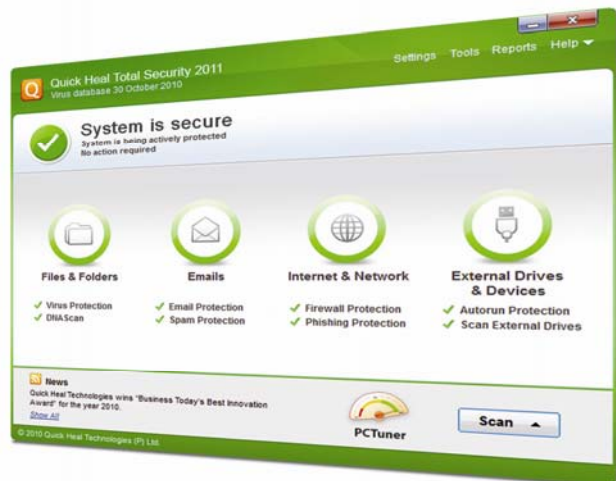 Quick Heal Total Security 2011
Virus database 30 October 2010
Settings Tools Reports Help
System is secure
System is being actively protected
No action required
Files & Folders
Virus Protection
DNAScan
Emails
Email Protection
Spam Protection
Internet & Network
Firewall Protection
Phishing Protection
External Drives
& Devices
Autorun Protection
Scan External Drives
News
Quick Heal Technologies wins "Business Today's Best Innovation
Award" for the year 2010.
Show All
PCTuner
Scan
© 2010 Quick Heal Technologies (P) Ltd.